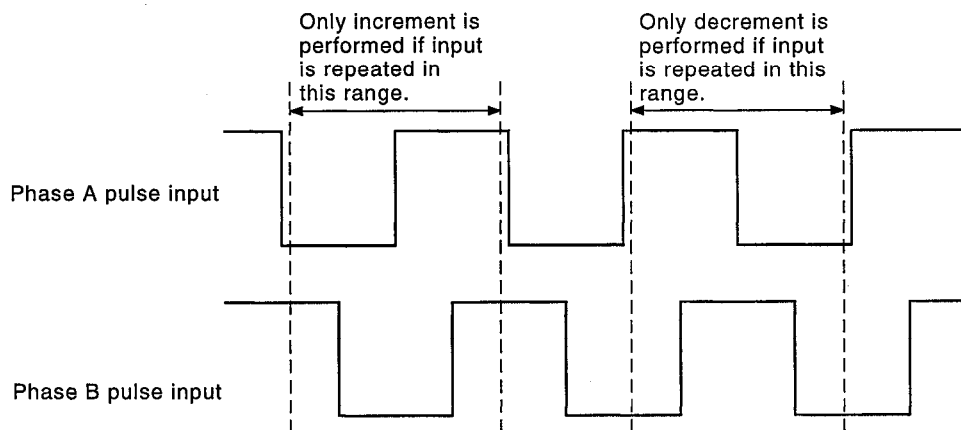 Only increment is
performed if input
is repeated in
this range.
Only decrement is
performed if input
is repeated in this
range.
Phase A pulse input
Phase B pulse input